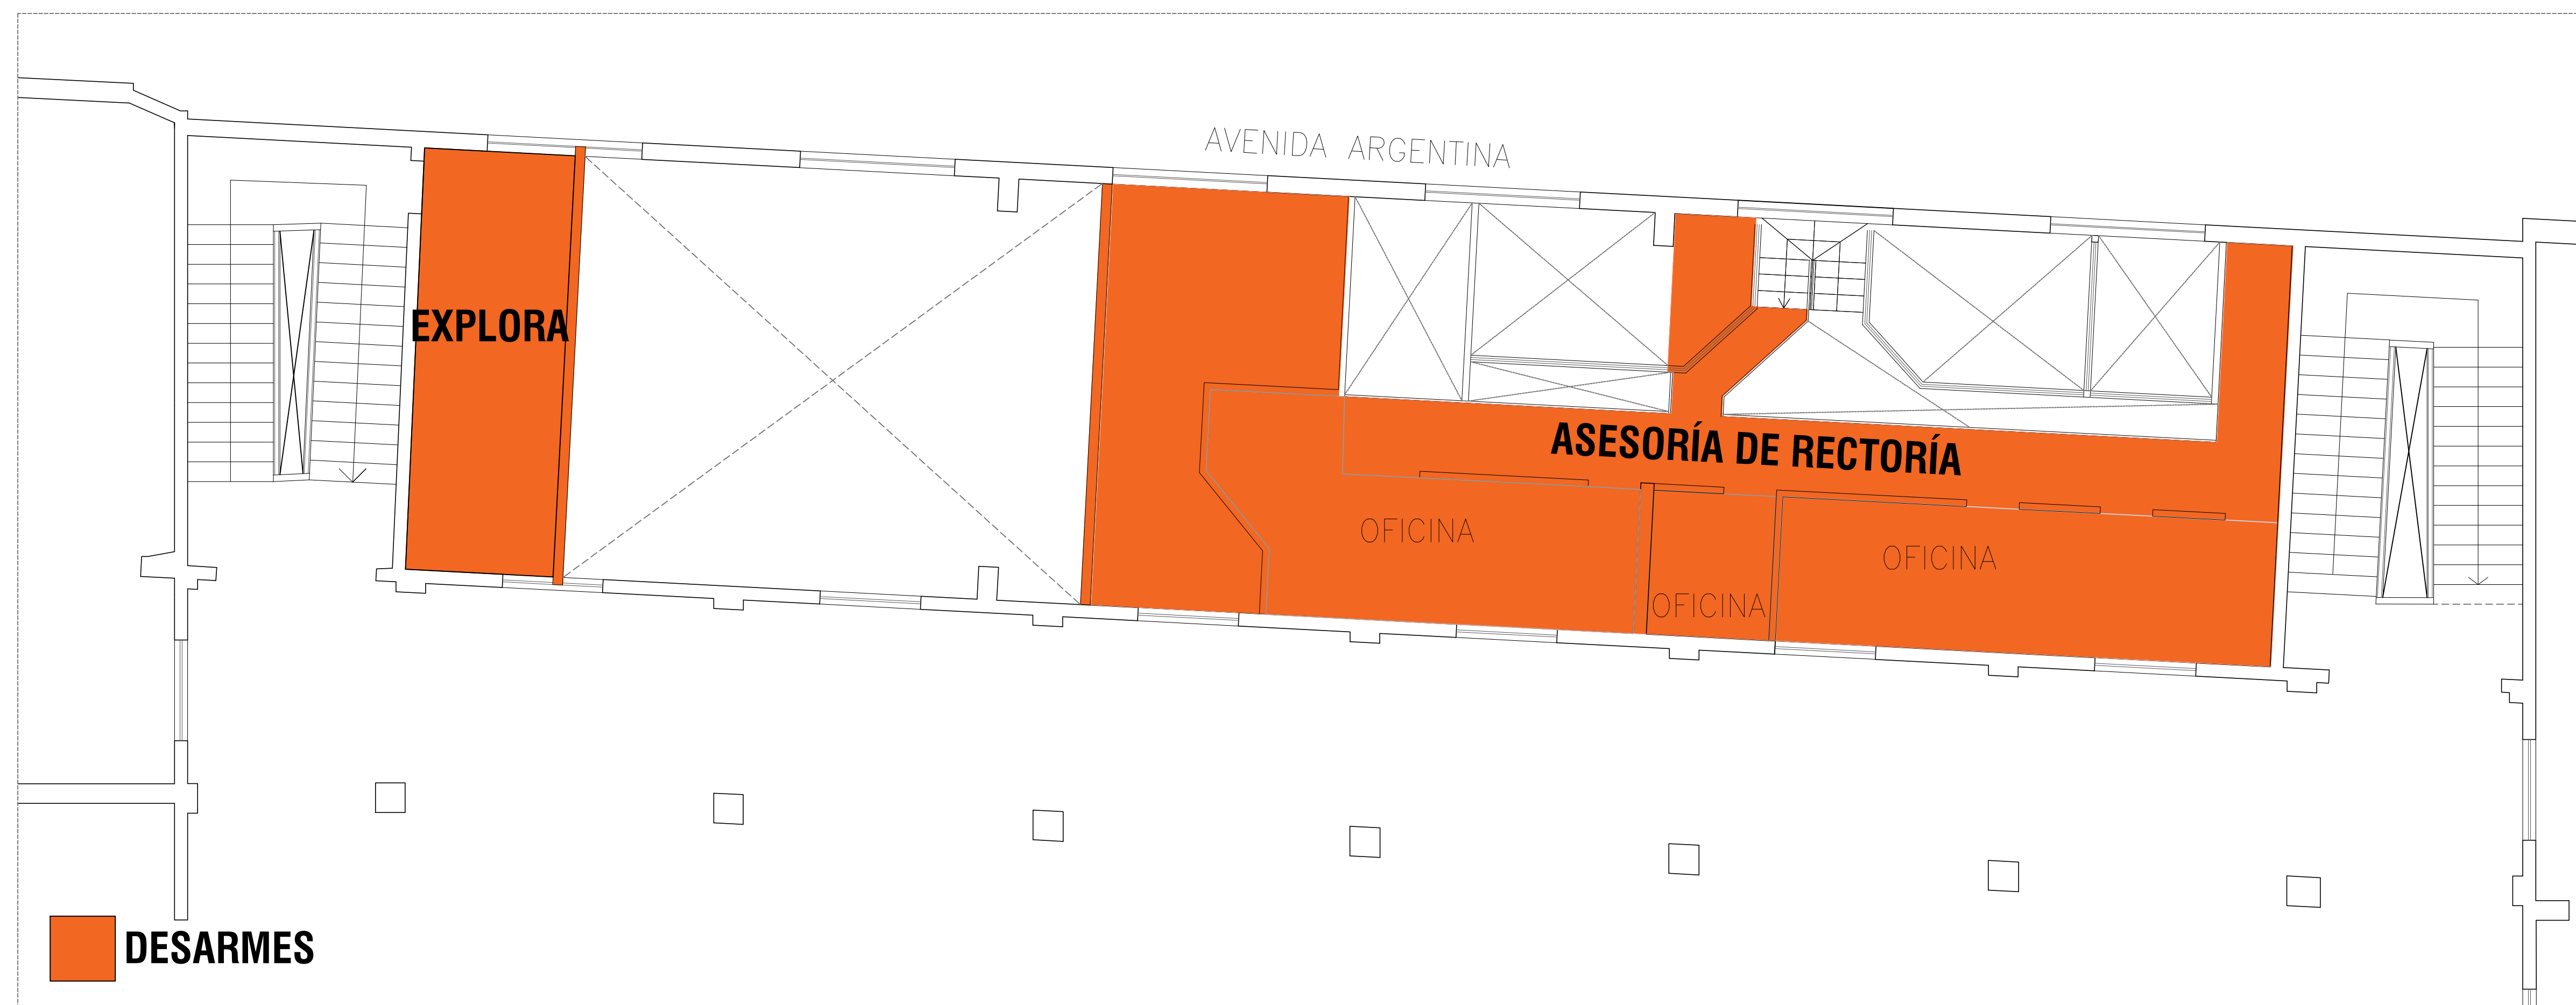 AVENIDA ARGENTINA
EXPLORA
ASESORÍA DE RECTORÍA
OFICINA
OFICINA
OFICINA
DESARMES